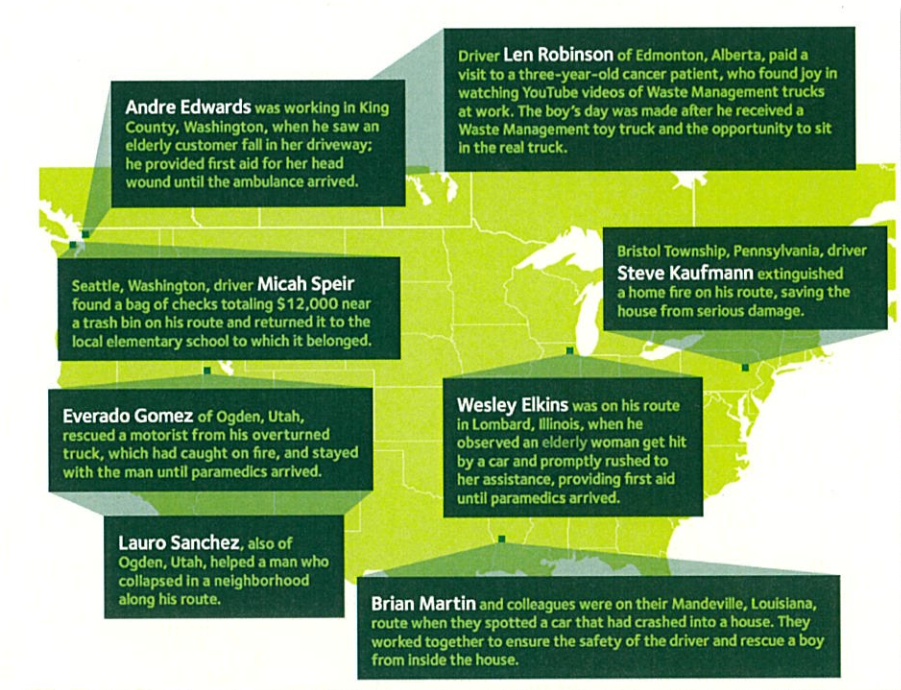 Driver Len Robinson of Edmonton, Alberta, paid a
visit to a three-year-old cancer patient, who found joy in
watching YouTube videos of Waste Management trucks
at work. The boy's day was made after he received a
Waste Management toy truck and the opportunity to sit
in the real truck.
Andre Edwards was working in King
County, Washington, when he saw an
elderly customer fall in her driveway;
he provided first aid for her head
wound until the ambulance arrived.
Bristol Township, Pennsylvania, driver
Steve Kaufmann extinguished
a home fire on his route, saving the
house from serious damage.
Seattle, Washington, driver Micah Speir
found a bag of checks totaling $12,000 near
a trash bin on his route and returned it to the
local elementary school to which it belonged.
Everado Gomez of Ogden, Utah,
rescued a motorist from his overturned
truck, which had caught on fire, and stayed
with the man until paramedics arrived.
Wesley Elkins was on his route
in Lombard, Illinois, when he
observed an elderly woman get hit
by a car and promptly rushed to
her assistance, providing first aid
until paramedics arrived.
Lauro Sanchez, also of
Ogden, Utah, helped a man who
collapsed in a neighborhood
along his route.
Brian Martin and colleagues were on their Mandeville, Louisiana,
route when they spotted a car that had crashed into a house. They
worked together to ensure the safety of the driver and rescue a boy
from inside the house.